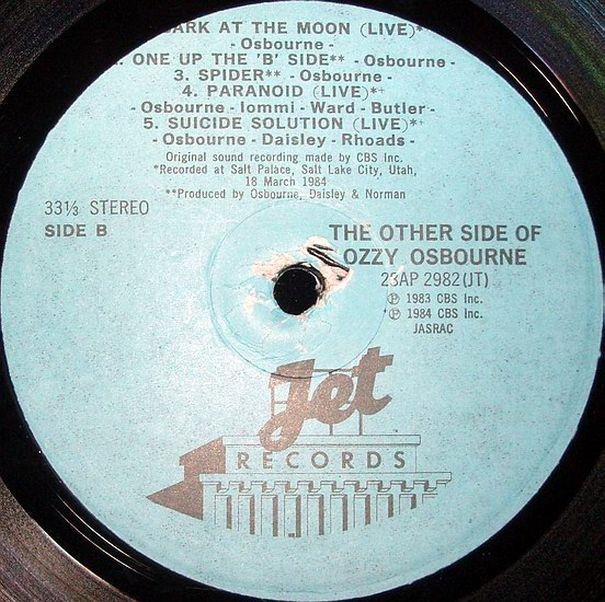 ARK AT THE MOON (LIVE)*
- Osbourne -
. ONE UP THE 'B' SIDE** - Osbourne -
3. SPIDER** - Osbourne -
4. PARANOID (LIVE)*+
- Osbourne - Iommi - Ward - Butler -
5. SUICIDE SOLUTION (LIVE)*+
- Osbourne - Daisley - Rhoads -
Original sound recording made by CBS Inc.
*Recorded at Salt Palace, Salt Lake City, Utah,
18 March 1984
**Produced by Osbourne, Daisley & Norman
33⅓ STEREO
SIDE B
THE OTHER SIDE OF
OZZY OSBOURNE
23AP 2982(JT)
℗ 1983 CBS Inc.
*℗ 1984 CBS Inc.
JASRAC
Jet
RECORDS